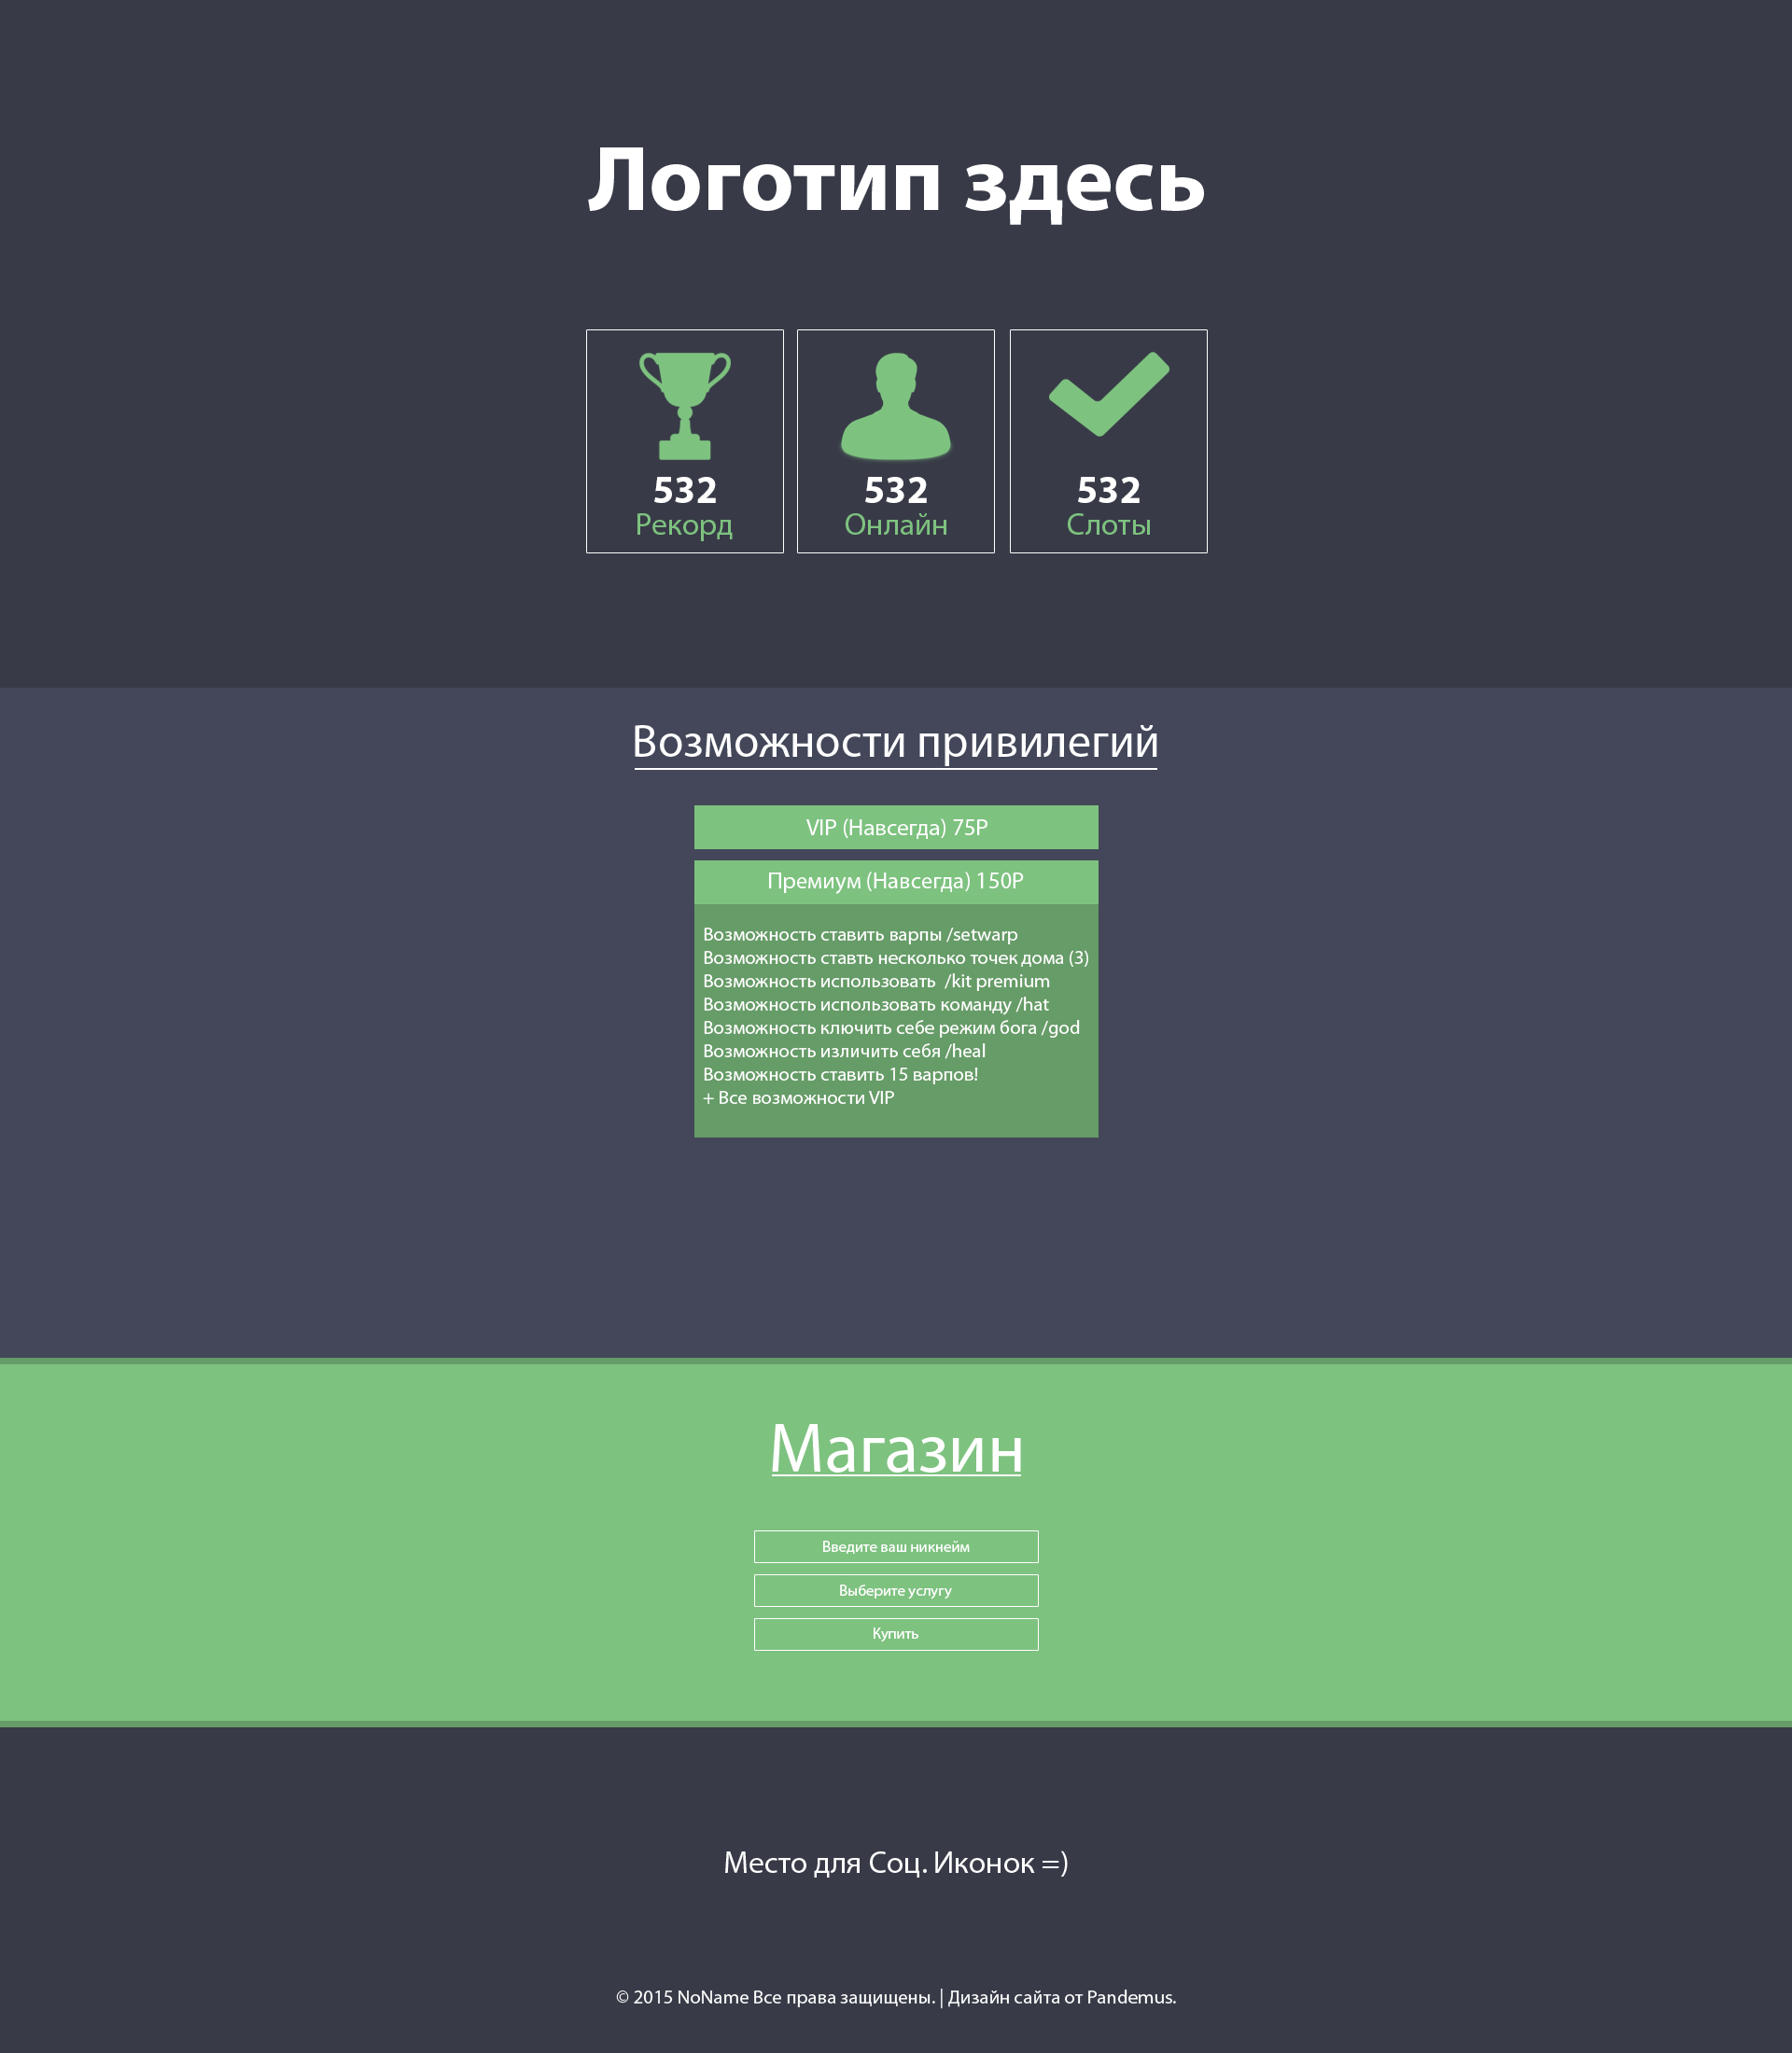 Логотип здесь
532
Рекорд
532
Онлайн
532
Слоты
Возможности привилегий
VIP (Навсегда) 75Р
Премиум (Навсегда) 150Р
Возможность ставить варпы /setwarp
Возможность ставть несколько точек дома (3)
Возможность использовать  /kit premium
Возможность использовать команду /hat
Возможность ключить себе режим бога /god
Возможность изличить себя /heal
Возможность ставить 15 варпов!
+ Все возможности VIP
Магазин
Введите ваш никнейм
Выберите услугу
Купить
Место для Соц. Иконок =)
© 2015 NoName Все права защищены. | Дизайн сайта от Pandemus.